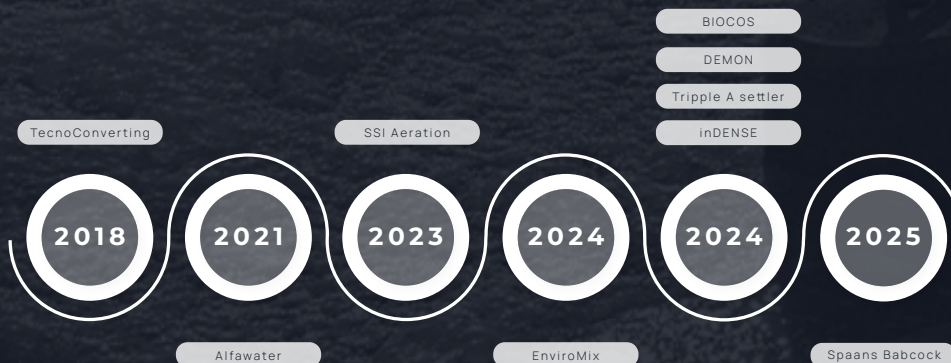 BIOCOS
DEMON
Tripple A settler
TecnoConverting
SSI Aeration
inDENSE
2018
2021
2023
2024
2024
2025
Alfawater
EnviroMix
Spaans Babcock